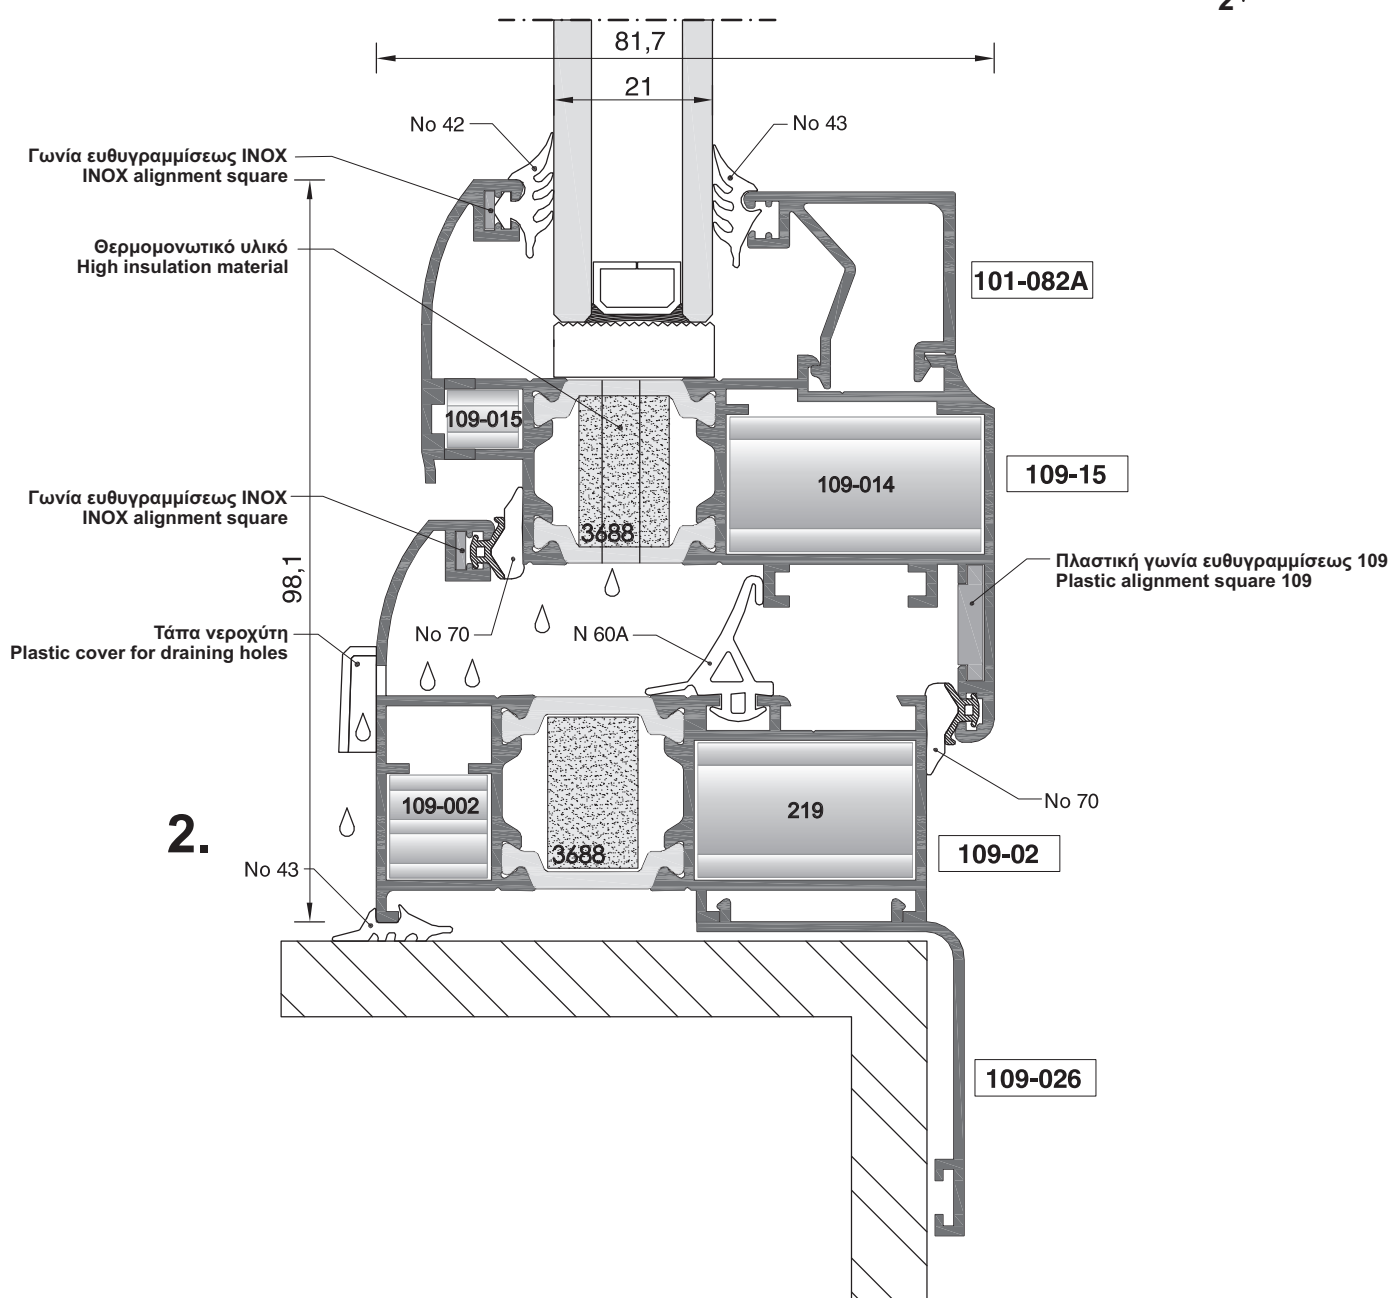 2
81,7
21
No 42
No 43
Γωνία ευθυγραμμίσεως INOX
INOX alignment square
Θερμομονωτικό υλικό
High insulation material
101-082A
109-015
109-15
109-014
Γωνία ευθυγραμμίσεως INOX
INOX alignment square
3688
98,1
Πλαστική γωνία ευθυγραμμίσεως 109
Plastic alignment square 109
Τάπα νεροχύτη
Plastic cover for draining holes
No 70
N 60A
109-002
219
No 70
2.
3688
109-02
No 43
109-026